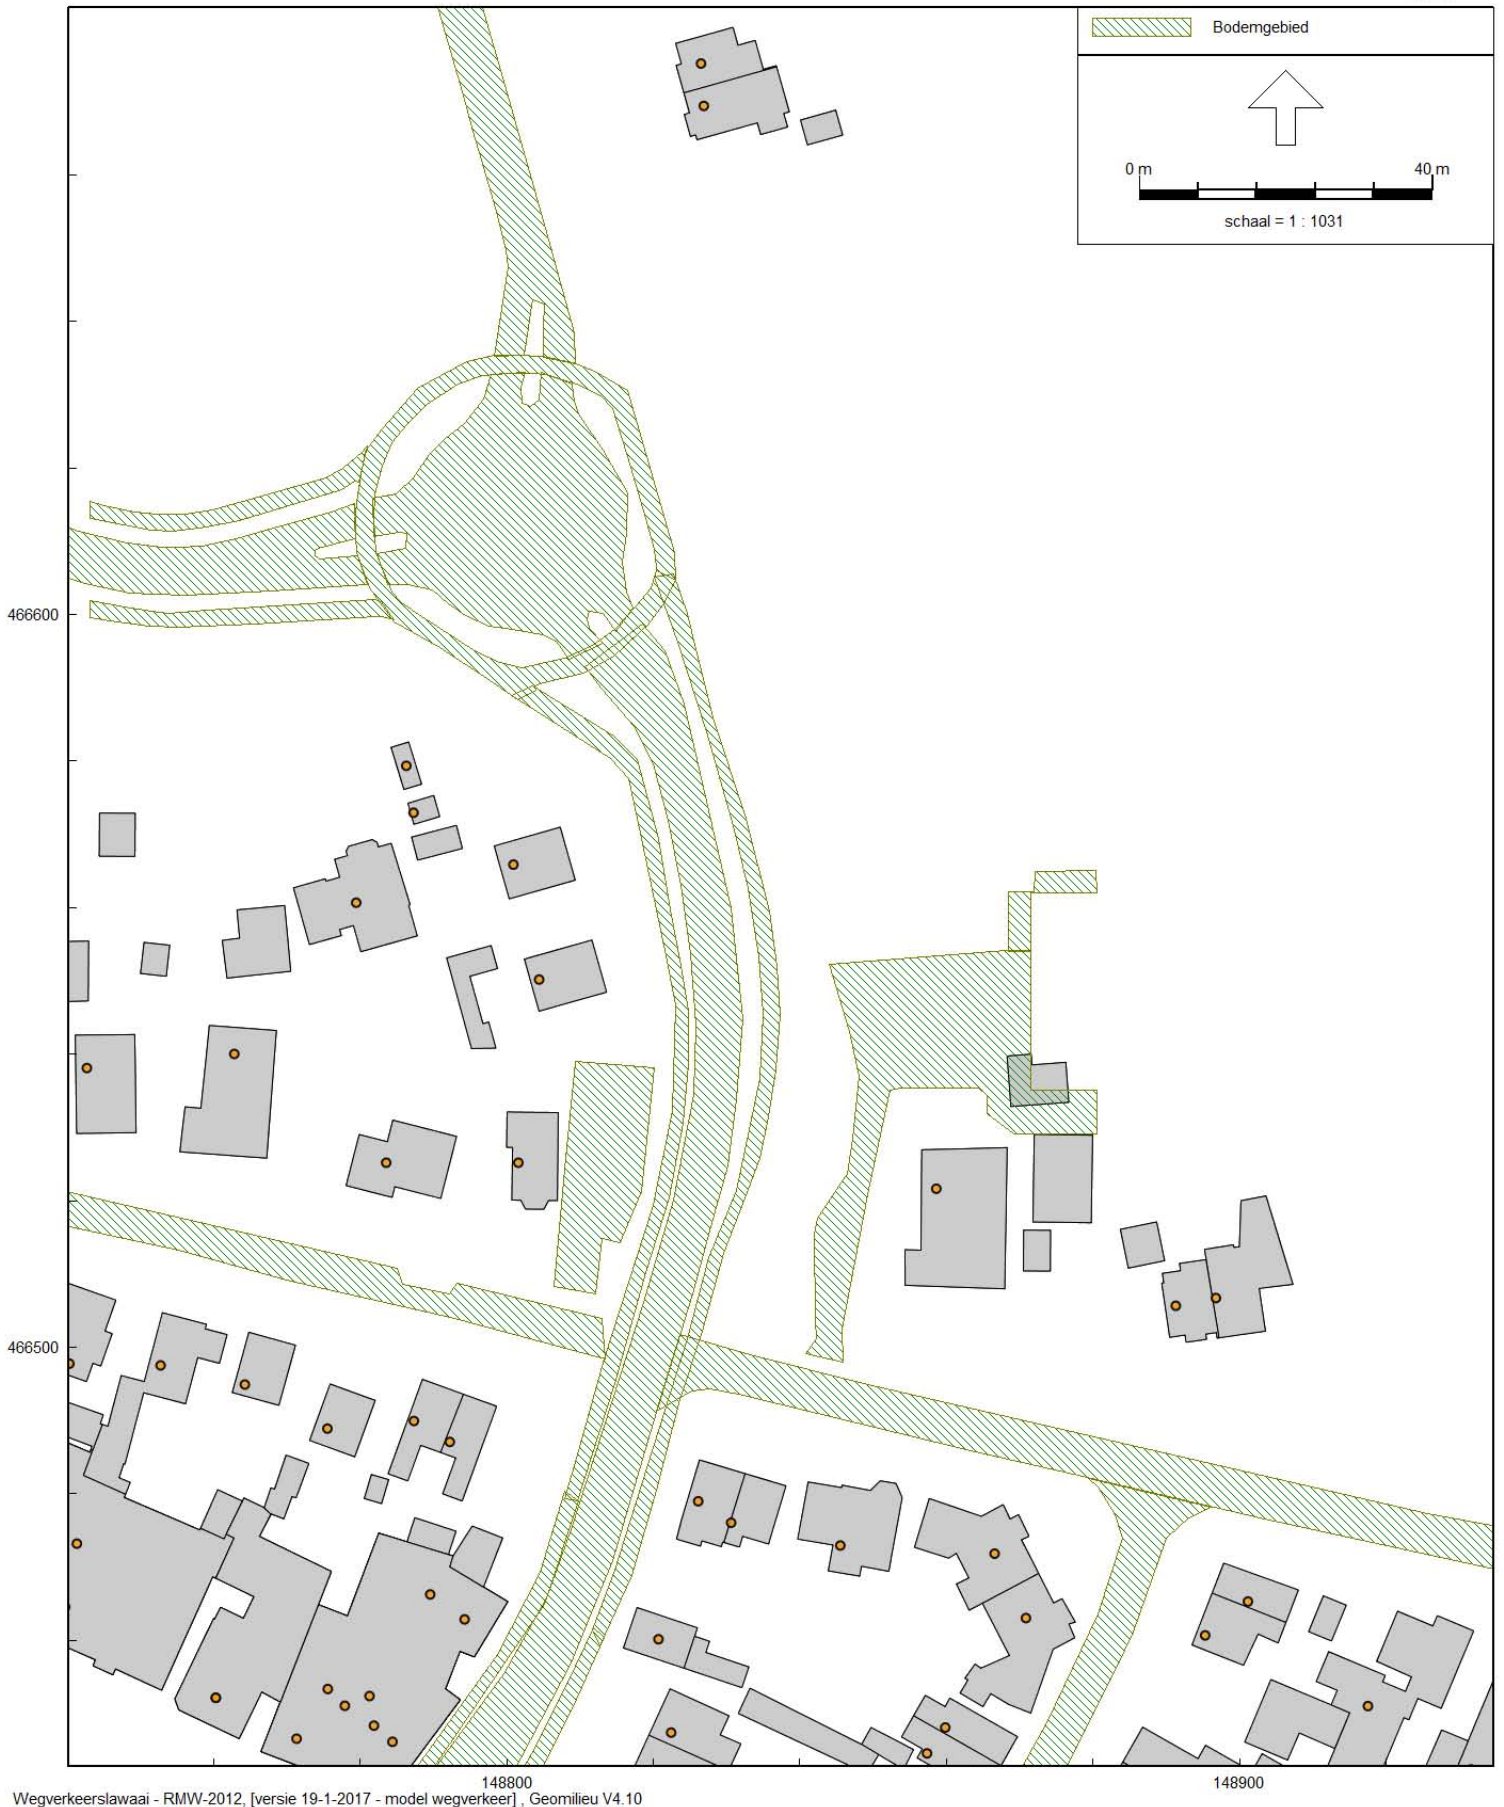 Bodemgebied
0 m 40 m
schaal = 1 : 1031
466600
466500
148800 148900
Wegverkeerslawaai - RMW-2012, [versie 19-1-2017 - model wegverkeer] , Geomilieu V4.10